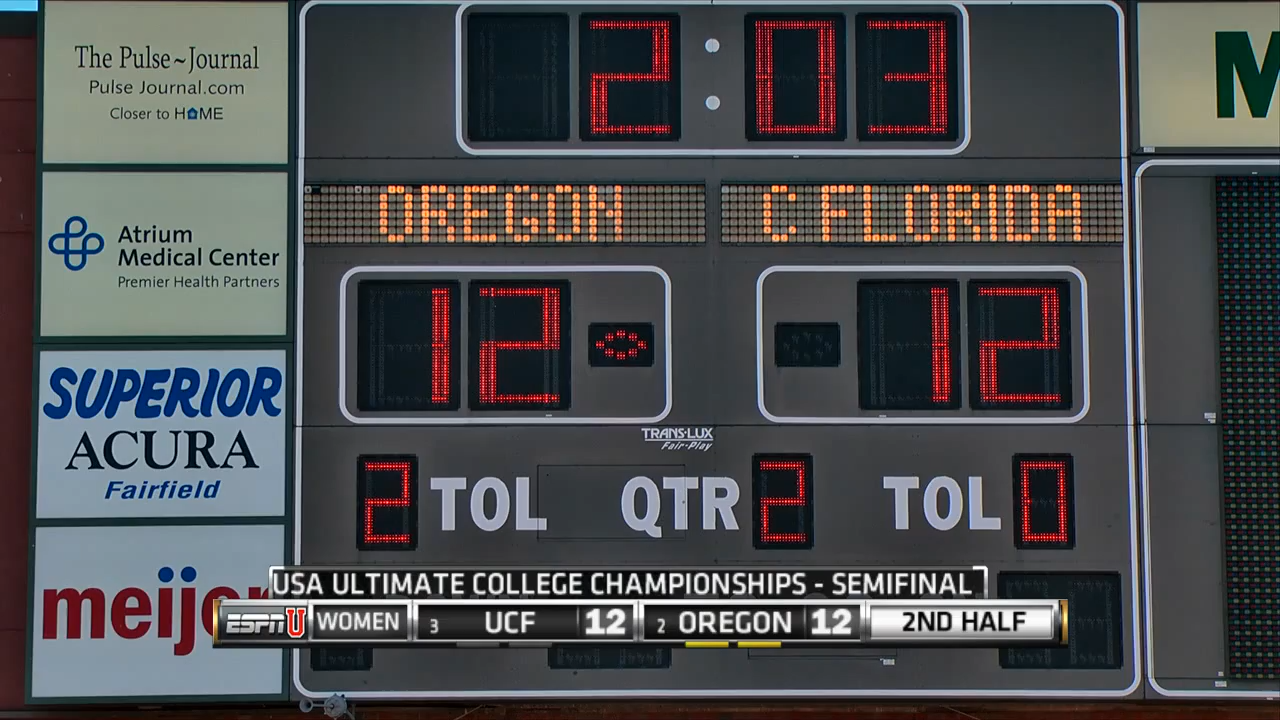 The Pulse~Journal
Pulse Journal.com
Closer to HOME
Atrium
Medical Center
Premier Health Partners
SUPERIOR
ACURA
Fairfield
meijer
2:03
OREGON C FLORIDA
12 12
TRANS-LUX
Fair-Play
2 TOL QTR 2 TOL 0
M
USA ULTIMATE COLLEGE CHAMPIONSHIPS - SEMIFINAL
ESPNU WOMEN 3 UCF 12 2 OREGON 12 2ND HALF